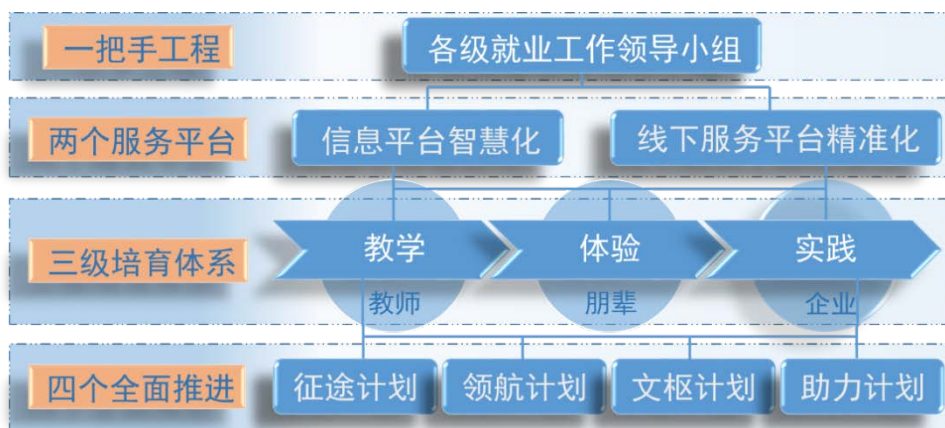 一把手工程
各级就业工作领导小组
两个服务平台
信息平台智慧化
线下服务平台精准化
三级培育体系
教学
体验
实践
教师
朋辈
企业
四个全面推进
征途计划
领航计划
文枢计划
助力计划